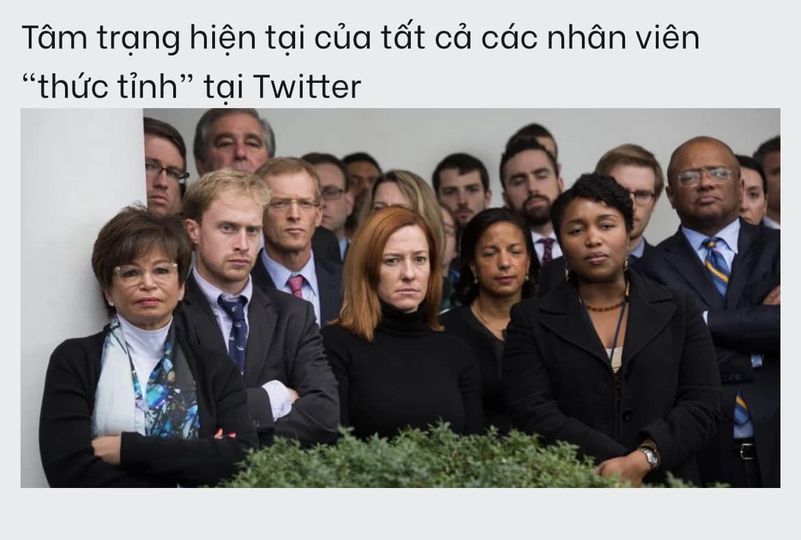 Tâm trạng hiện tại của tất cả các nhân viên
“thức tỉnh” tại Twitter